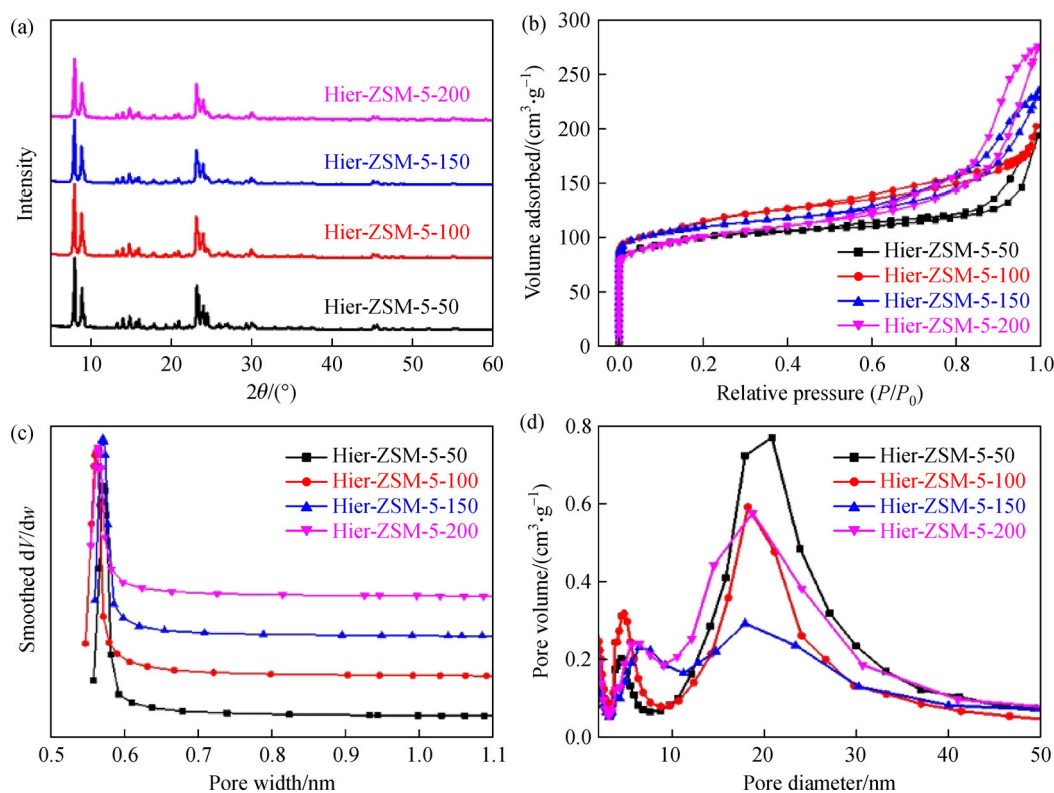 (a)
Hier-ZSM-5-200
Hier-ZSM-5-150
Hier-ZSM-5-100
Hier-ZSM-5-50
Intensity
10 20 30 40 50 60
2θ/(°)
(b)
300
250
200
150
100
50
0
Volume adsorbed/(cm³·g⁻¹)
Hier-ZSM-5-50
Hier-ZSM-5-100
Hier-ZSM-5-150
Hier-ZSM-5-200
0.0 0.2 0.4 0.6 0.8 1.0
Relative pressure (P/P₀)
(c)
Hier-ZSM-5-50
Hier-ZSM-5-100
Hier-ZSM-5-150
Hier-ZSM-5-200
Smoothed dV/dw
0.5 0.6 0.7 0.8 0.9 1.0 1.1
Pore width/nm
(d)
0.8
0.6
0.4
0.2
0.0
Pore volume/(cm³·g⁻¹)
Hier-ZSM-5-50
Hier-ZSM-5-100
Hier-ZSM-5-150
Hier-ZSM-5-200
10 20 30 40 50
Pore diameter/nm